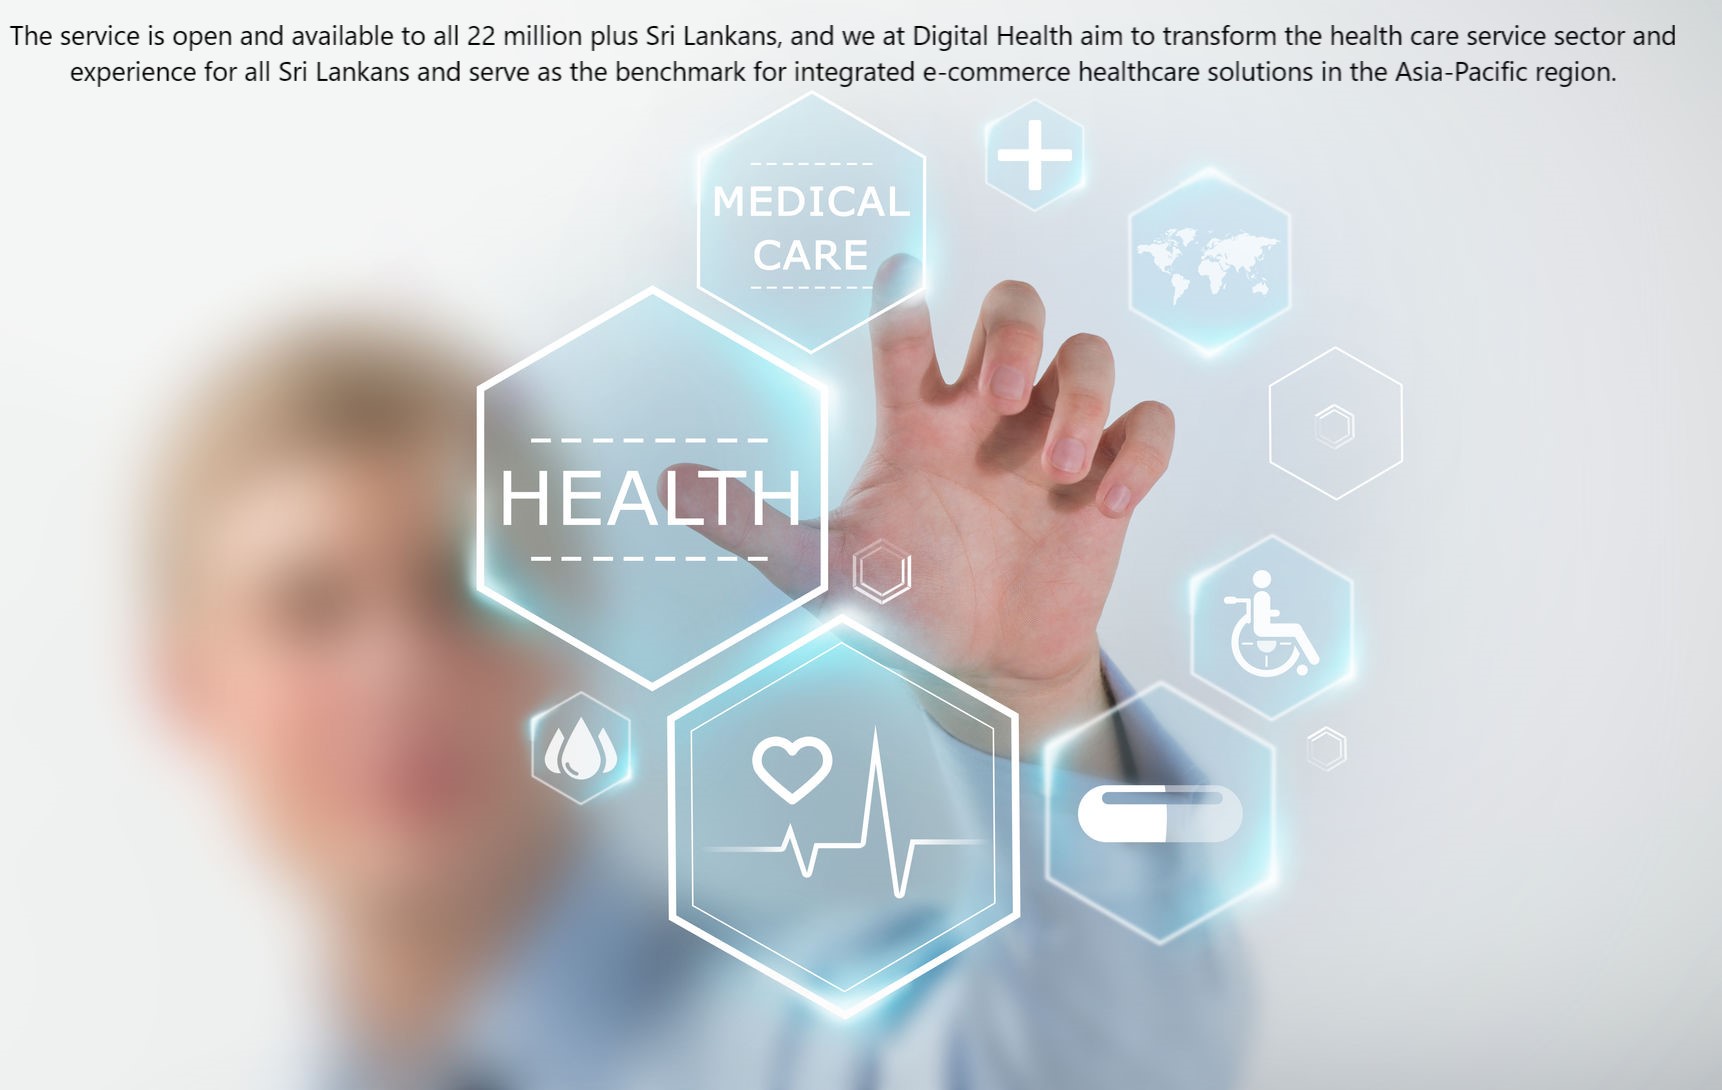 The service is open and available to all 22 million plus Sri Lankans, and we at Digital Health aim to transform the health care service sector and
experience for all Sri Lankans and serve as the benchmark for integrated e-commerce healthcare solutions in the Asia-Pacific region.
MEDICAL
CARE
HEALTH